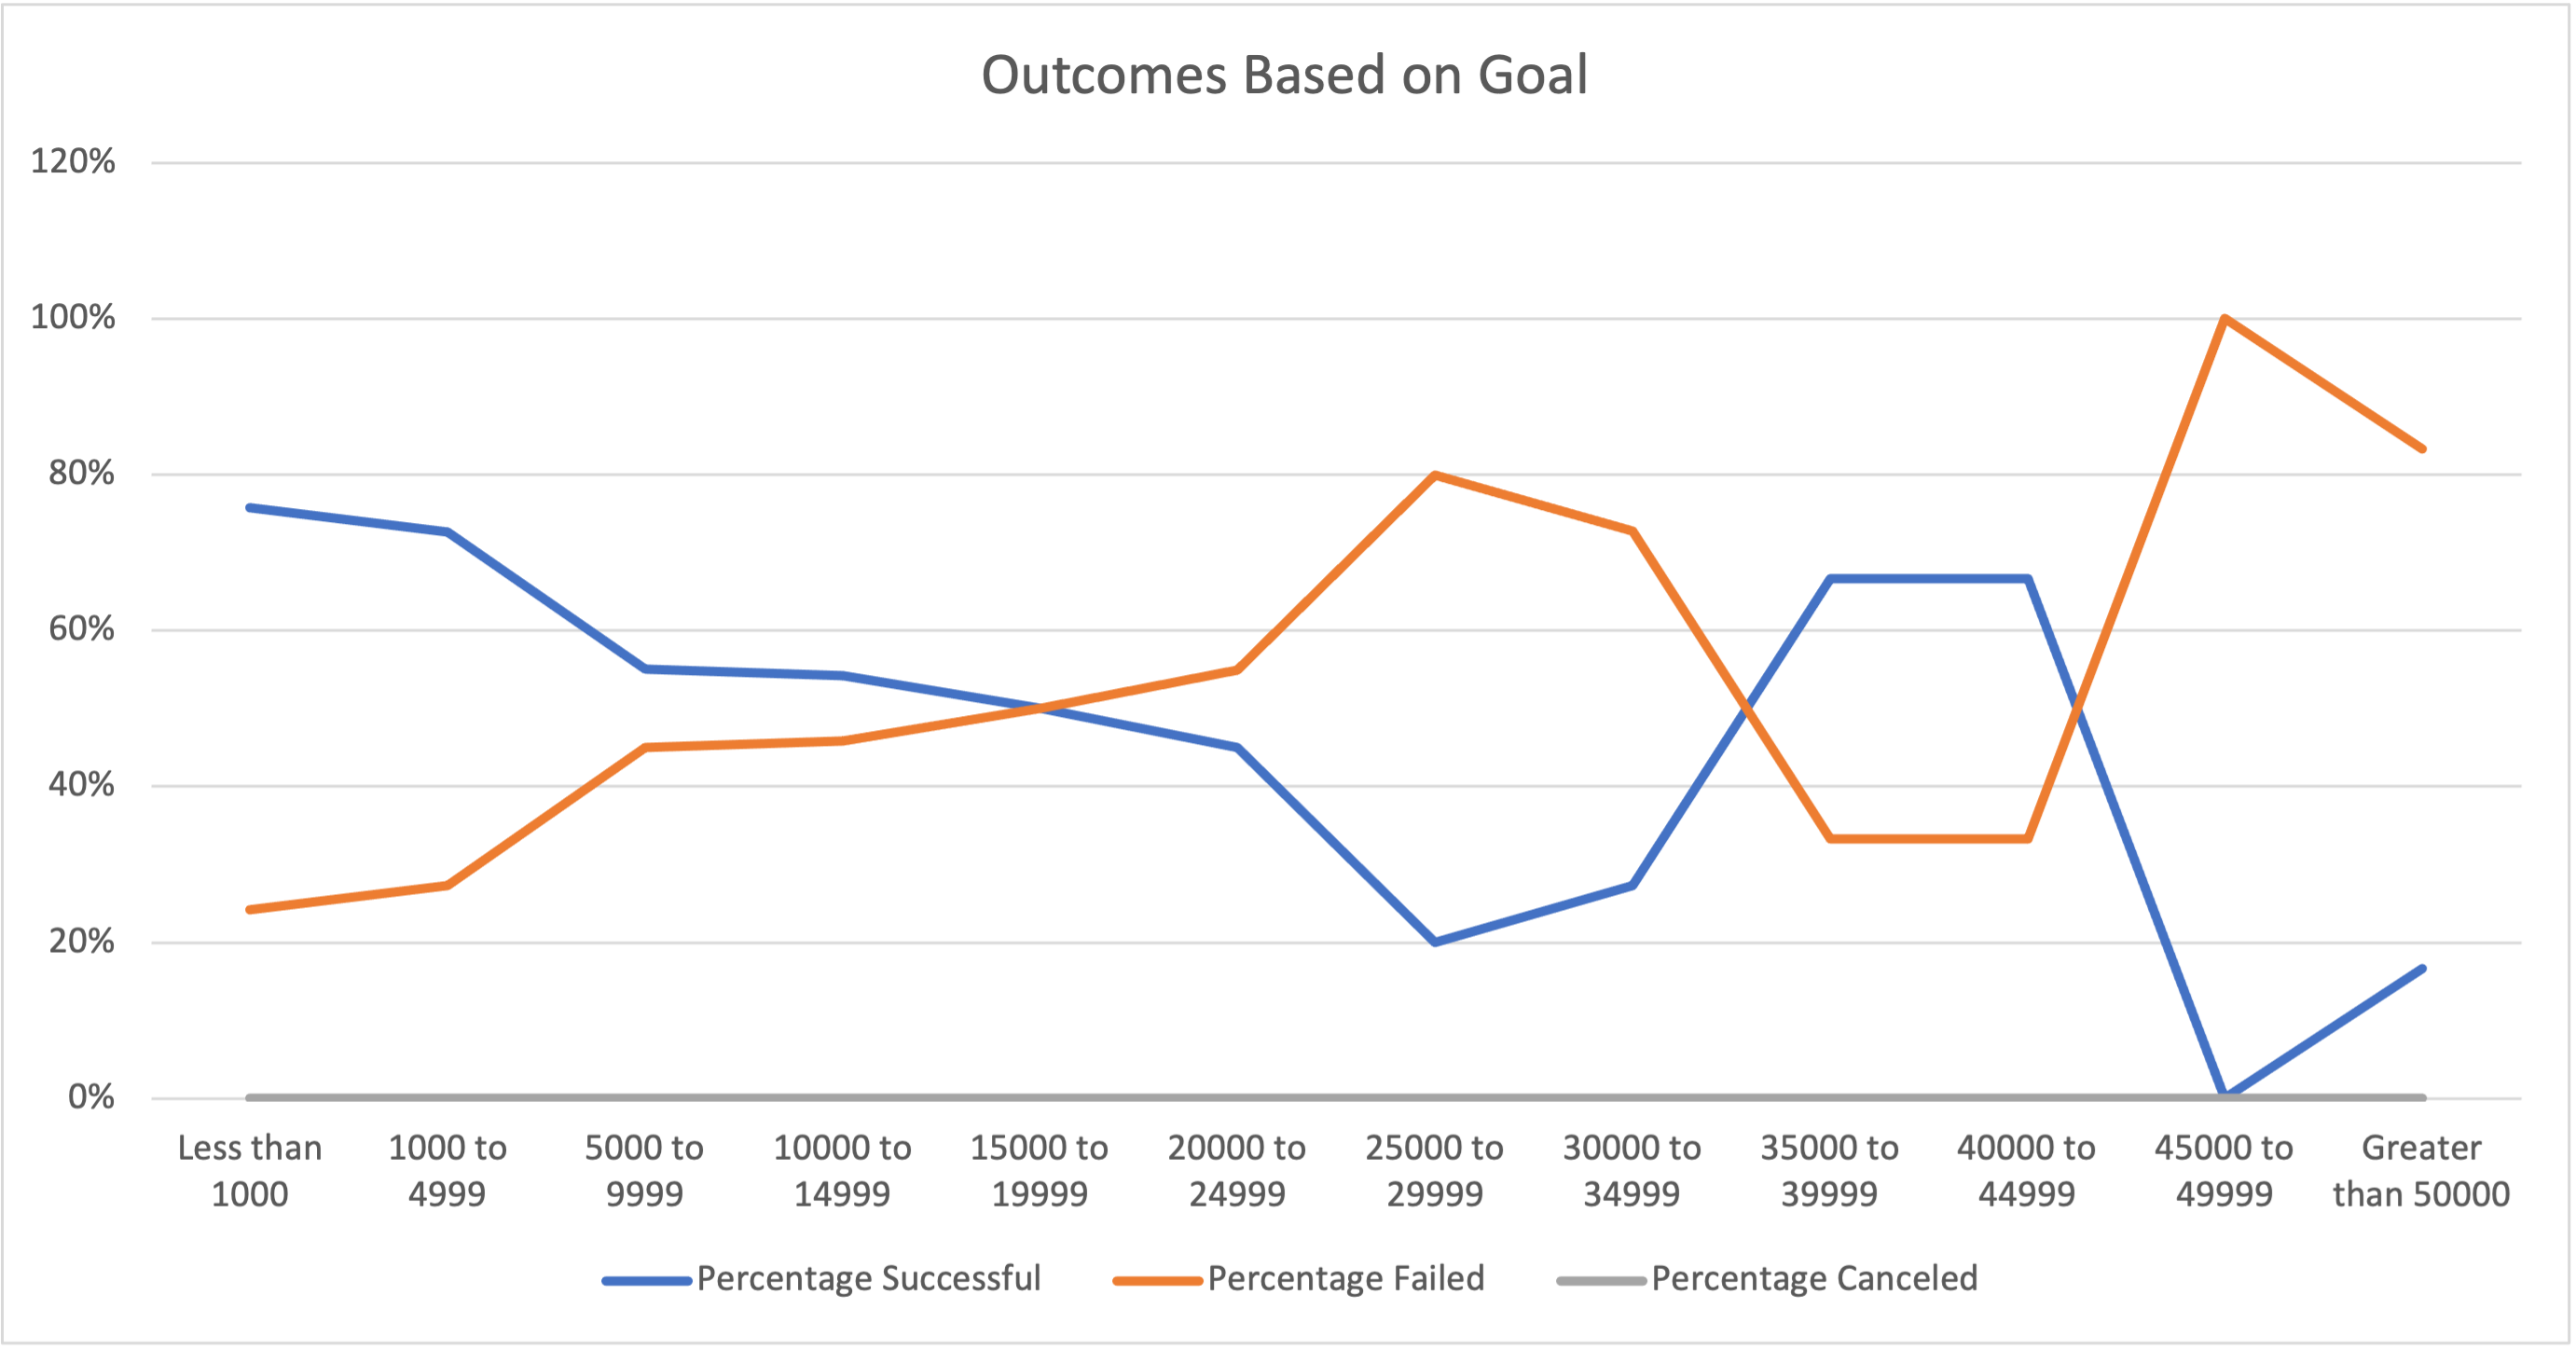 Outcomes Based on Goal
120%
100%
80%
60%
40%
20%
0%
Less than 1000
1000 to 4999
5000 to 9999
10000 to 14999
15000 to 19999
20000 to 24999
25000 to 29999
30000 to 34999
35000 to 39999
40000 to 44999
45000 to 49999
Greater than 50000
Percentage Successful
Percentage Failed
Percentage Canceled